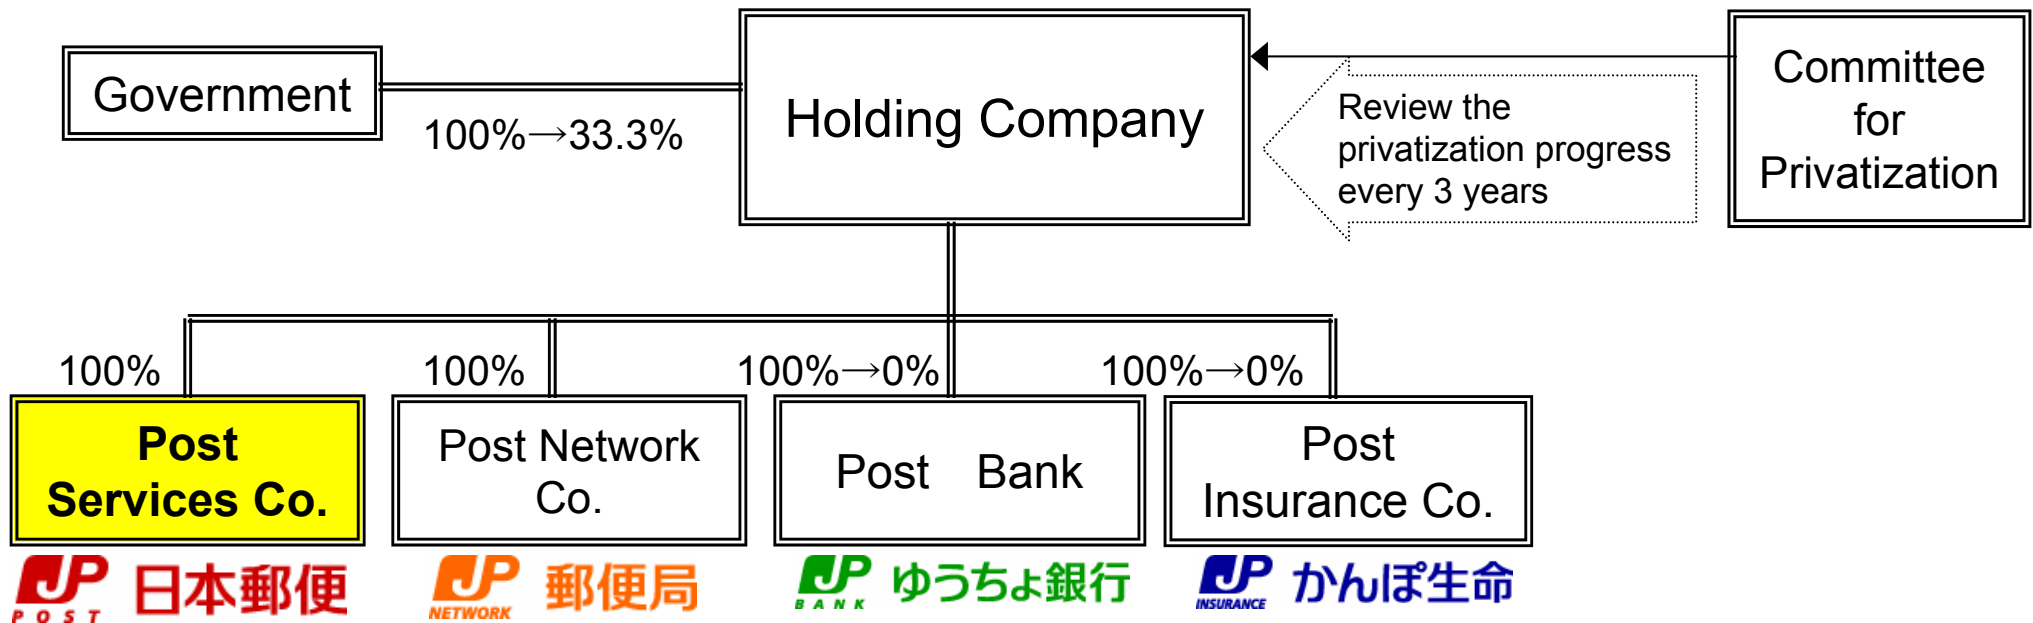 Government
100%→33.3%
Holding Company
Review the
privatization progress
every 3 years
Committee
for
Privatization
100%
100%
100%→0%
100%→0%
Post
Services Co.
Post Network
Co.
Post Bank
Post
Insurance Co.
JP
POST
日本郵便
JP
NETWORK
郵便局
JP
BANK
ゆうちょ銀行
JP
INSURANCE
かんぽ生命